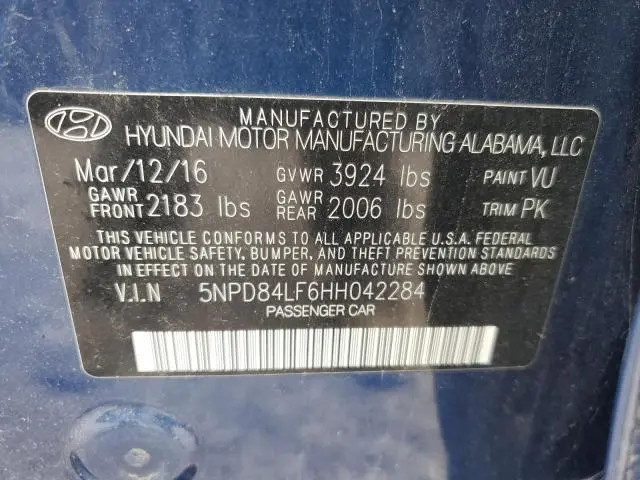 MANUFACTURED BY
HYUNDAI MOTOR MANUFACTURING ALABAMA, LLC
Mar/12/16 GVWR 3924 lbs PAINT VU
GAWR FRONT 2183 lbs GAWR REAR 2006 lbs TRIM PK
THIS VEHICLE CONFORMS TO ALL APPLICABLE U.S.A. FEDERAL
MOTOR VEHICLE SAFETY, BUMPER, AND THEFT PREVENTION STANDARDS
IN EFFECT ON THE DATE OF MANUFACTURE SHOWN ABOVE
V.I.N 5NPD84LF6HH042284
PASSENGER CAR